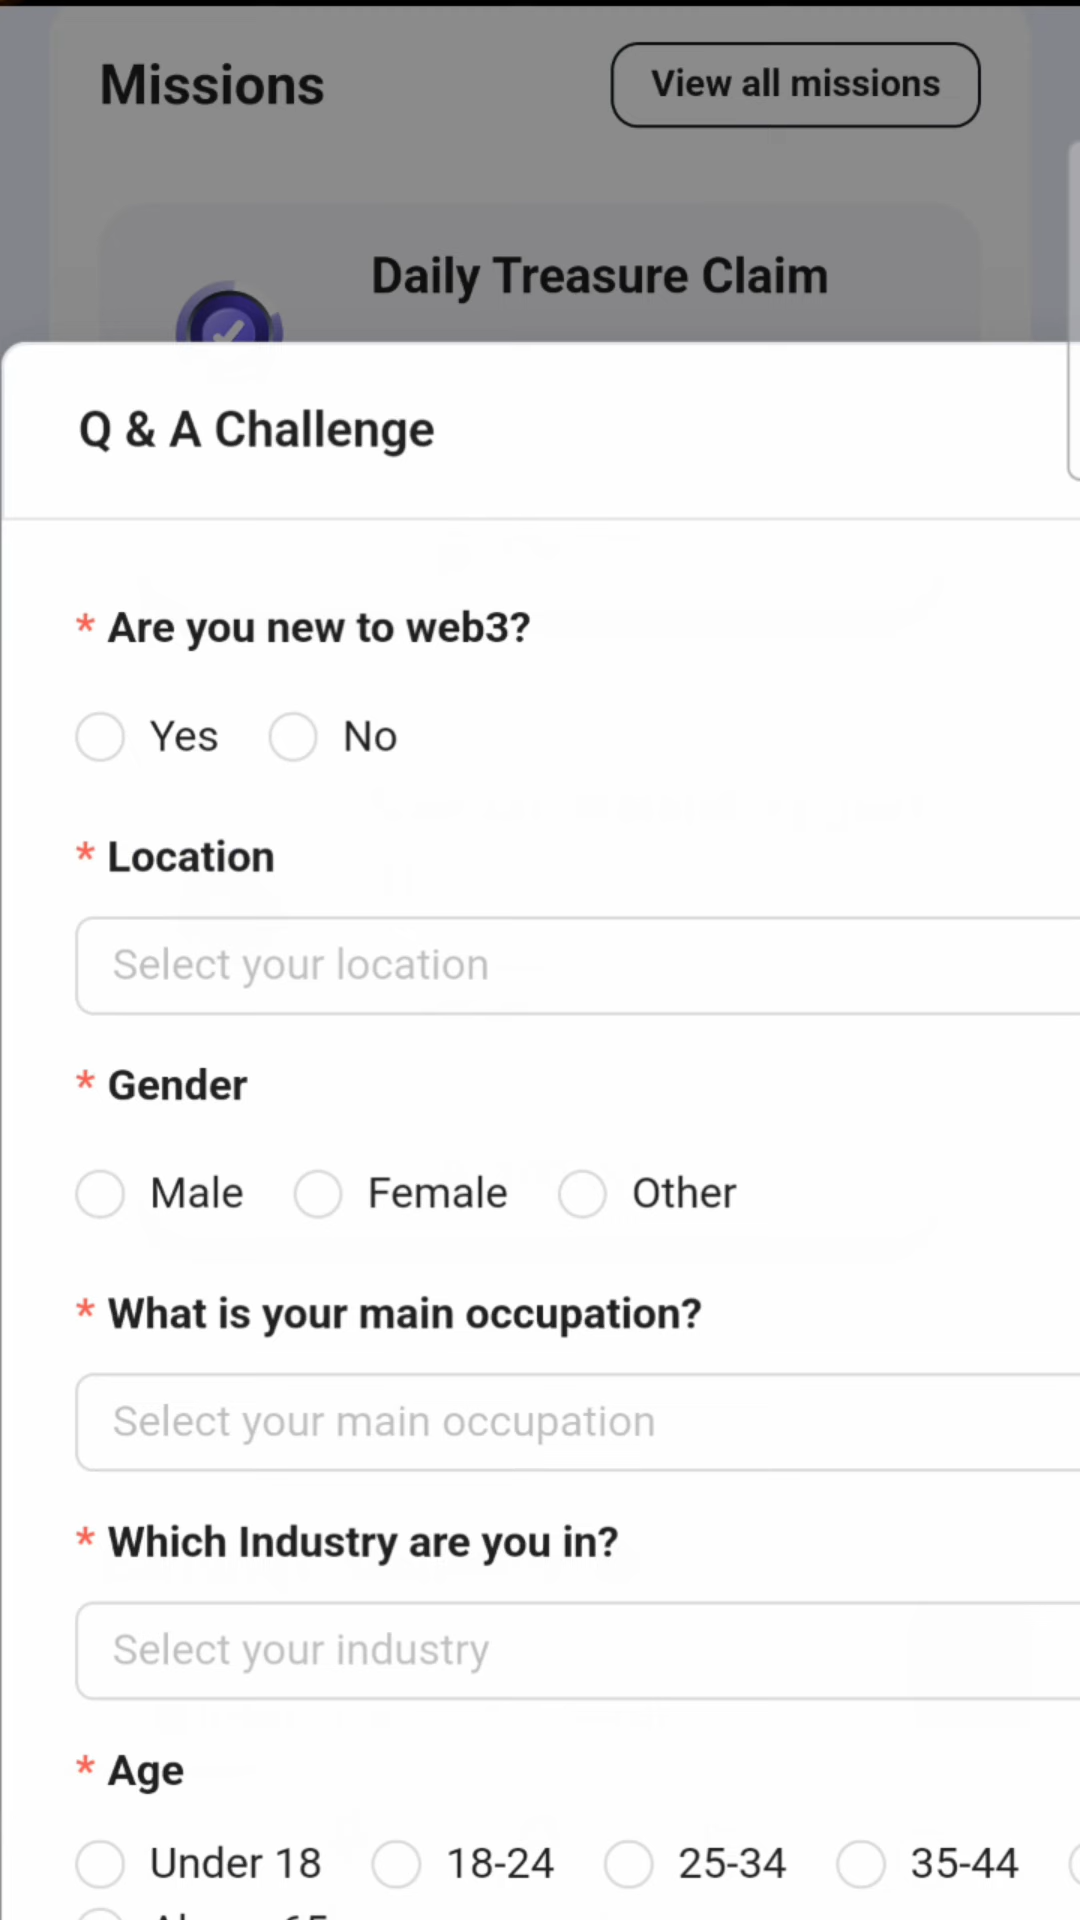 Missions
View all missions
Daily Treasure Claim
Q & A Challenge
* Are you new to web3?
Yes No
* Location
Select your location
* Gender
Male Female Other
* What is your main occupation?
Select your main occupation
* Which Industry are you in?
Select your industry
* Age
Under 18 18-24 25-34 35-44